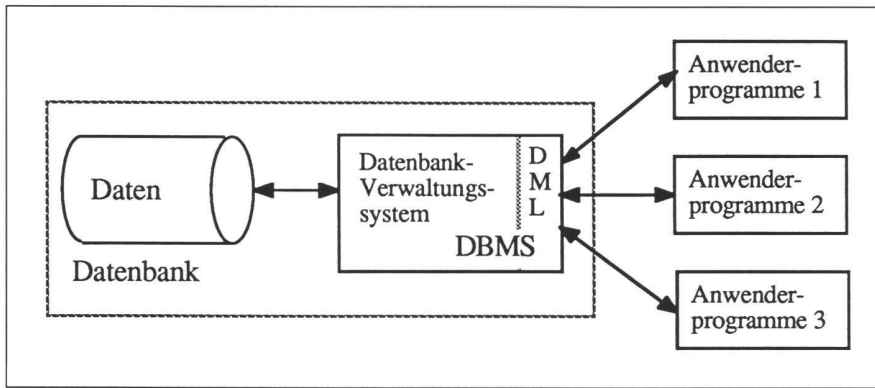 Daten
Datenbank
Datenbank-
Verwaltungs-
system
DBMS
D
M
L
Anwender-
programme 1
Anwender-
programme 2
Anwender-
programme 3